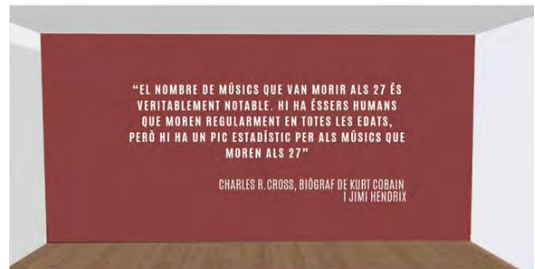 “EL NOMBRE DE MÚSICS QUE VAN MORIR ALS 27 ÉS
VERITABLEMENT NOTABLE. HI HA ÉSSERS HUMANS
QUE MOREN REGULARMENT EN TOTES LES EDATS,
PERÒ HI HA UN PIC ESTADÍSTIC PER ALS MÚSICS QUE
MOREN ALS 27”
CHARLES R. CROSS, BIÒGRAF DE KURT COBAIN
I JIMI HENDRIX